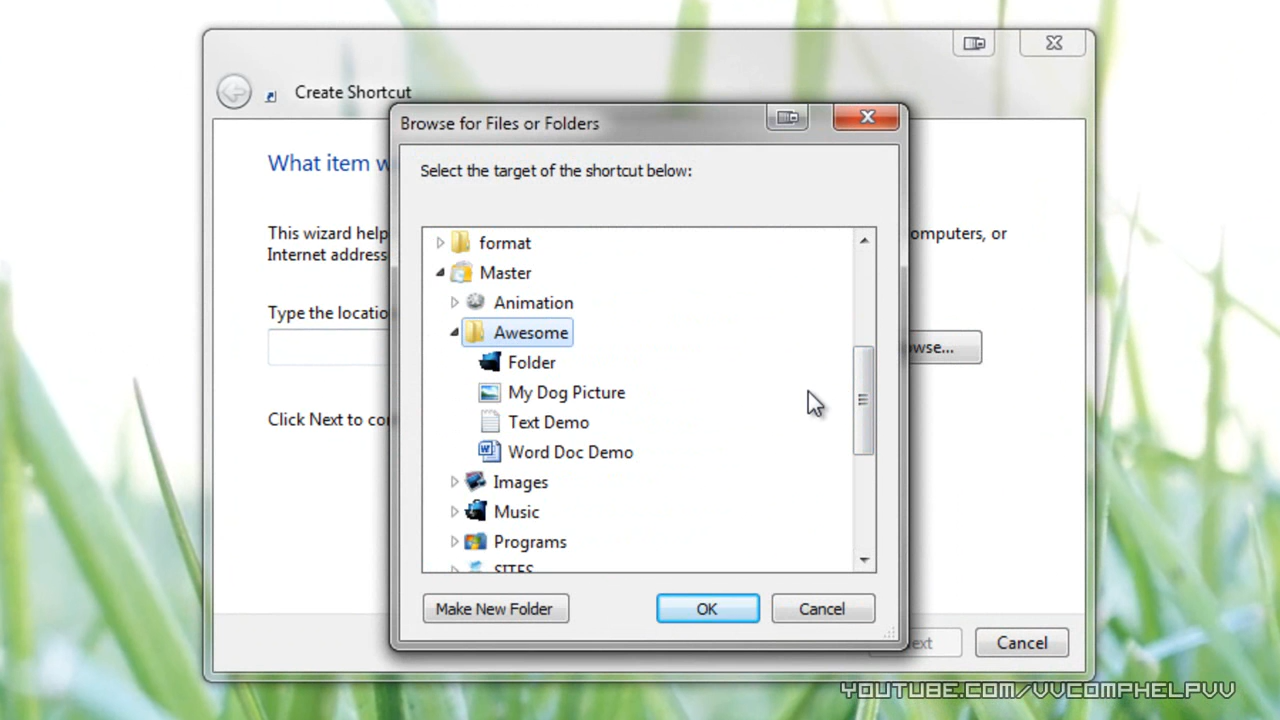 Create Shortcut
Browse for Files or Folders
What item w
Select the target of the shortcut below:
This wizard help
omputers, or
Internet address
Type the locatio
wse...
Click Next to co
format
Master
Animation
Awesome
Folder
My Dog Picture
Text Demo
Word Doc Demo
Images
Music
Programs
SITES
Make New Folder
OK
Cancel
ext
Cancel
YOUTUBE.COM/VVCOMPHELPVV